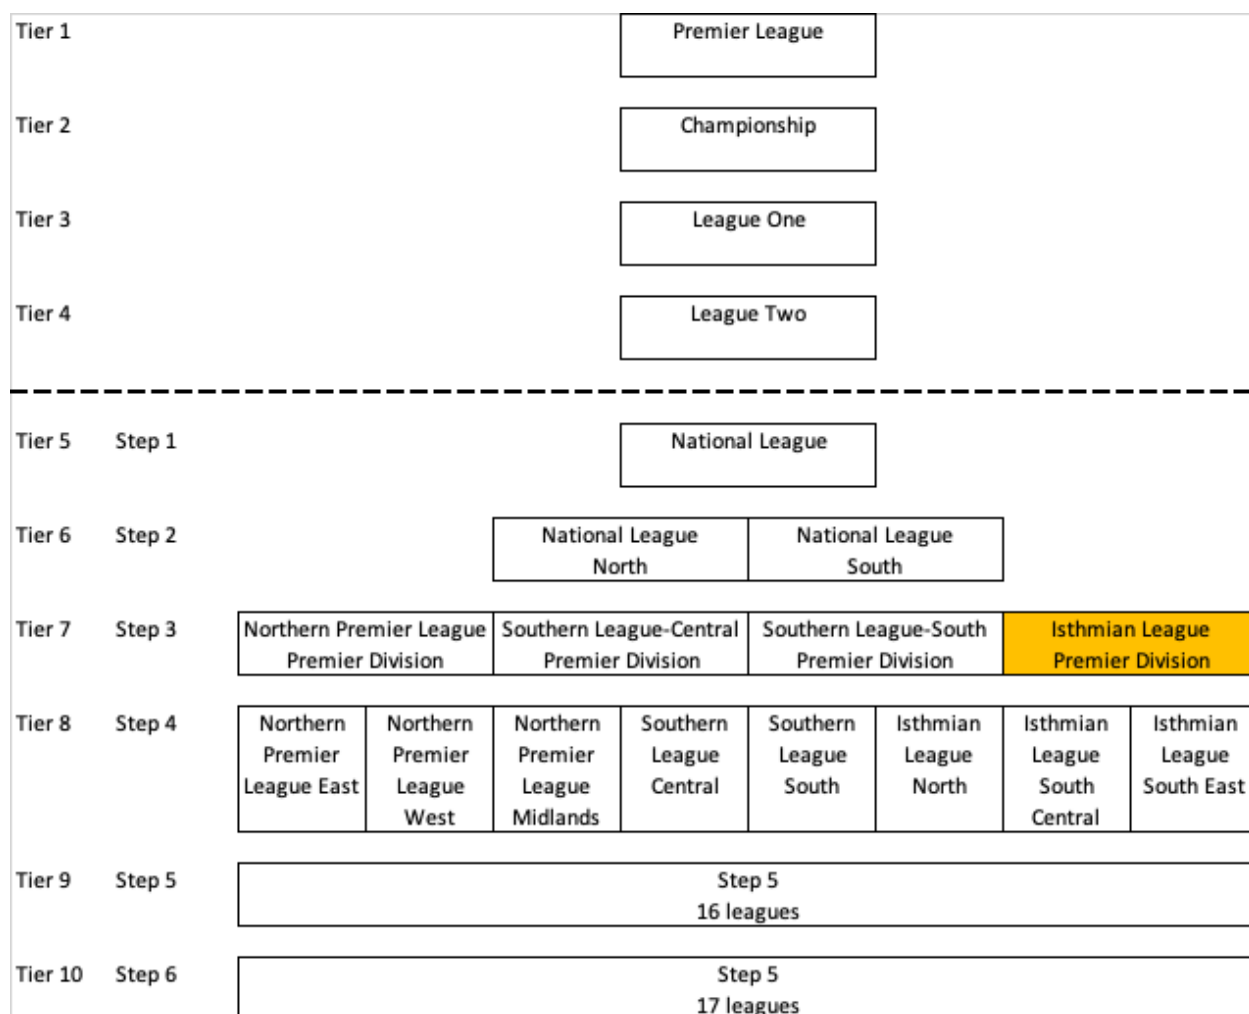 Tier 1
Premier League
Tier 2
Championship
Tier 3
League One
Tier 4
League Two
Tier 5 Step 1
National League
Tier 6 Step 2
National League
North
National League
South
Tier 7 Step 3
Northern Premier League
Premier Division
Southern League-Central
Premier Division
Southern League-South
Premier Division
Isthmian League
Premier Division
Tier 8 Step 4
Northern
Premier
League East
Northern
Premier
League
West
Northern
Premier
League
Midlands
Southern
League
Central
Southern
League
South
Isthmian
League
North
Isthmian
League
South
Central
Isthmian
League
South East
Tier 9 Step 5
Step 5
16 leagues
Tier 10 Step 6
Step 5
17 leagues